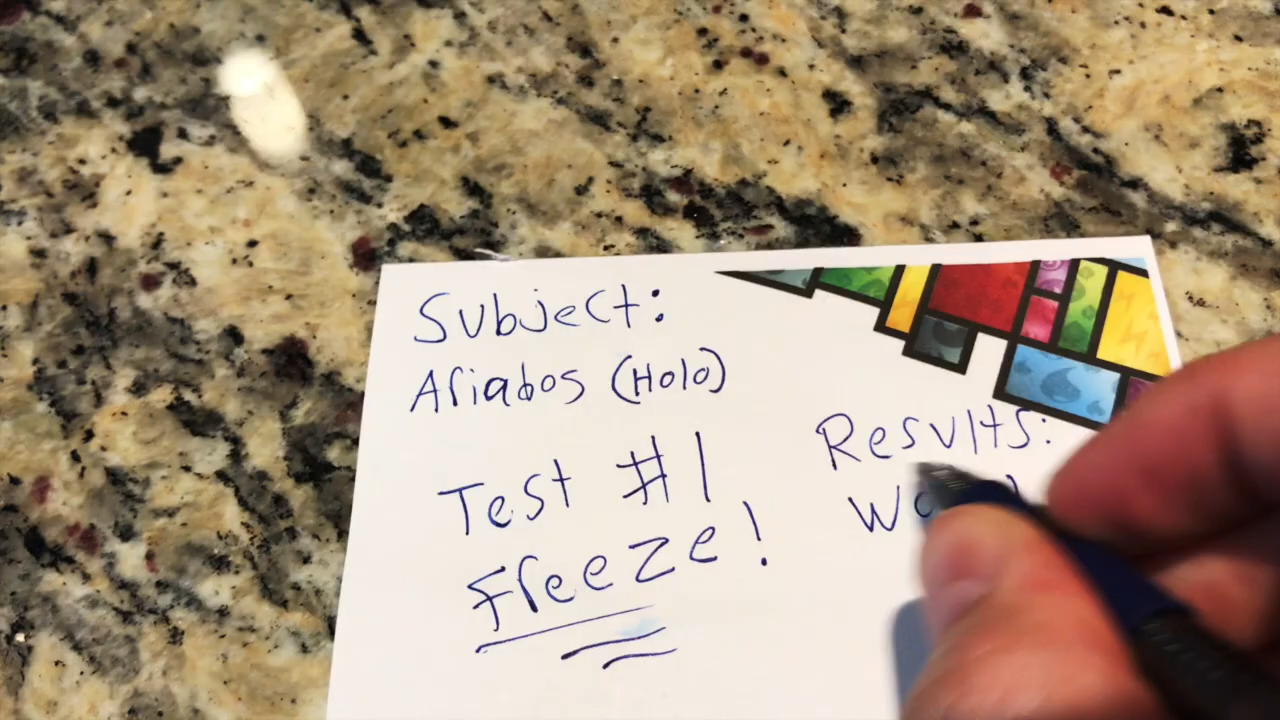 Subject:
Ariados (Holo)
Test #1
Freeze!
Results: